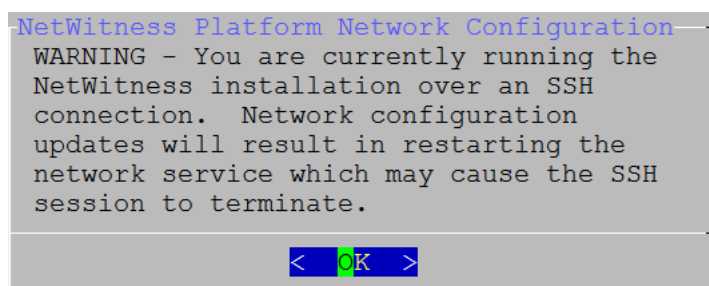 NetWitness Platform Network Configuration
WARNING - You are currently running the
NetWitness installation over an SSH
connection.  Network configuration
updates will result in restarting the
network service which may cause the SSH
session to terminate.
<  OK  >